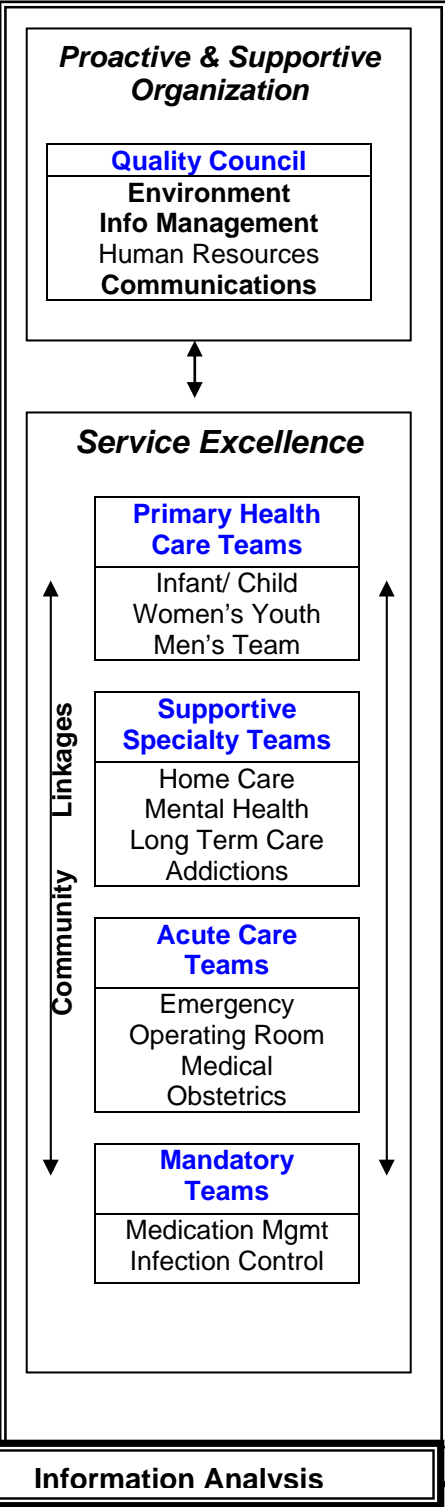 Proactive & Supportive
Organization
Quality Council
Environment
Info Management
Human Resources
Communications
Service Excellence
Primary Health
Care Teams
Infant/ Child
Women's Youth
Men's Team
Supportive
Specialty Teams
Home Care
Mental Health
Long Term Care
Addictions
Acute Care
Teams
Emergency
Operating Room
Medical
Obstetrics
Mandatory
Teams
Medication Mgmt
Infection Control
Community Linkages
Information Analysis